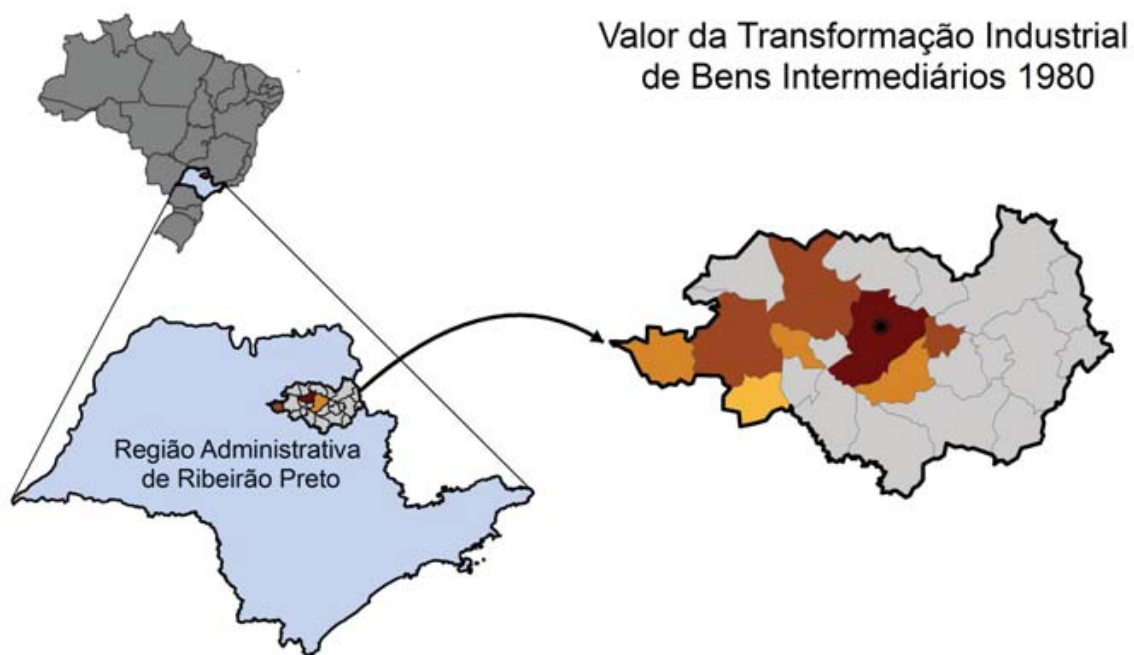 Valor da Transformação Industrial
de Bens Intermediários 1980
Região Administrativa
de Ribeirão Preto